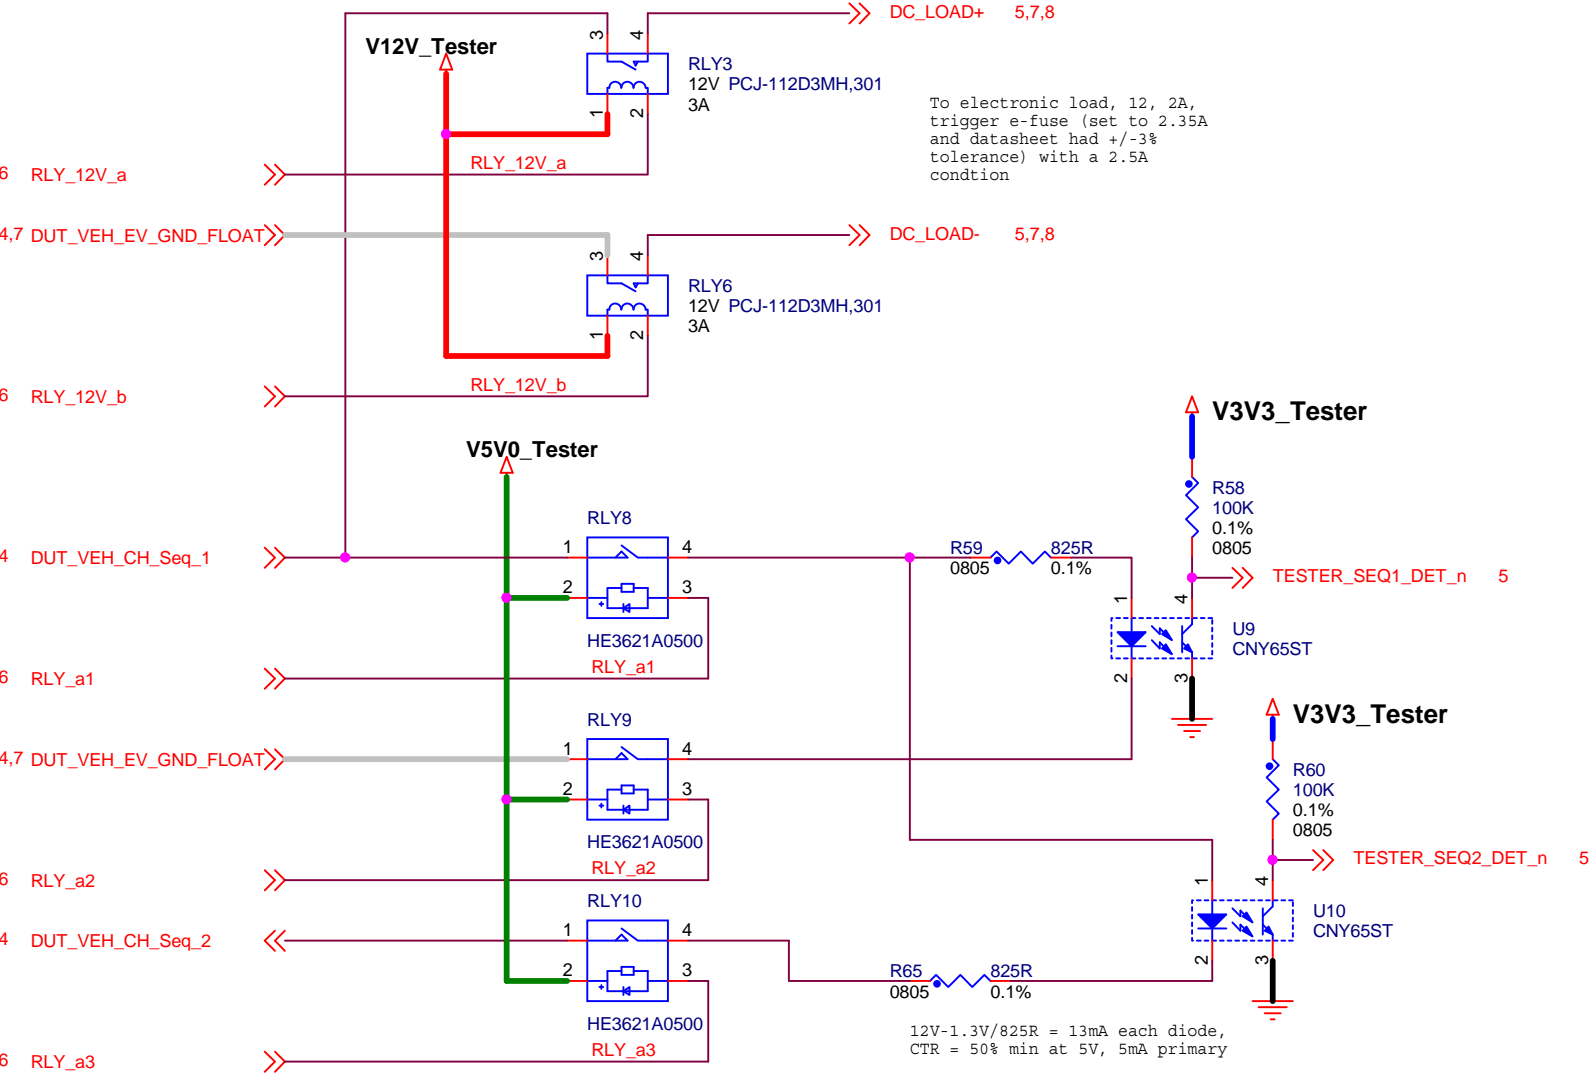 DC_LOAD+ 5,7,8
V12V_Tester
3
4
RLY3
12V PCJ-112D3MH,301
3A
1
2
To electronic load, 12, 2A,
trigger e-fuse (set to 2.35A
and datasheet had +/-3%
tolerance) with a 2.5A
condtion
6 RLY_12V_a
RLY_12V_a
4,7 DUT_VEH_EV_GND_FLOAT
DC_LOAD- 5,7,8
3
4
RLY6
12V PCJ-112D3MH,301
3A
1
2
6 RLY_12V_b
RLY_12V_b
V3V3_Tester
V5V0_Tester
R58
100K
0.1%
0805
RLY8
4 DUT_VEH_CH_Seq_1
1
4
R59
0805
825R
0.1%
TESTER_SEQ1_DET_n 5
2
3
1
4
U9
CNY65ST
HE3621A0500
RLY_a1
6 RLY_a1
2
3
RLY9
V3V3_Tester
4,7 DUT_VEH_EV_GND_FLOAT
1
4
R60
100K
0.1%
0805
2
3
HE3621A0500
RLY_a2
TESTER_SEQ2_DET_n 5
6 RLY_a2
RLY10
1
4
U10
CNY65ST
4 DUT_VEH_CH_Seq_2
1
4
2
3
2
3
R65
0805
825R
0.1%
HE3621A0500
RLY_a3
12V-1.3V/825R = 13mA each diode,
CTR = 50% min at 5V, 5mA primary
6 RLY_a3